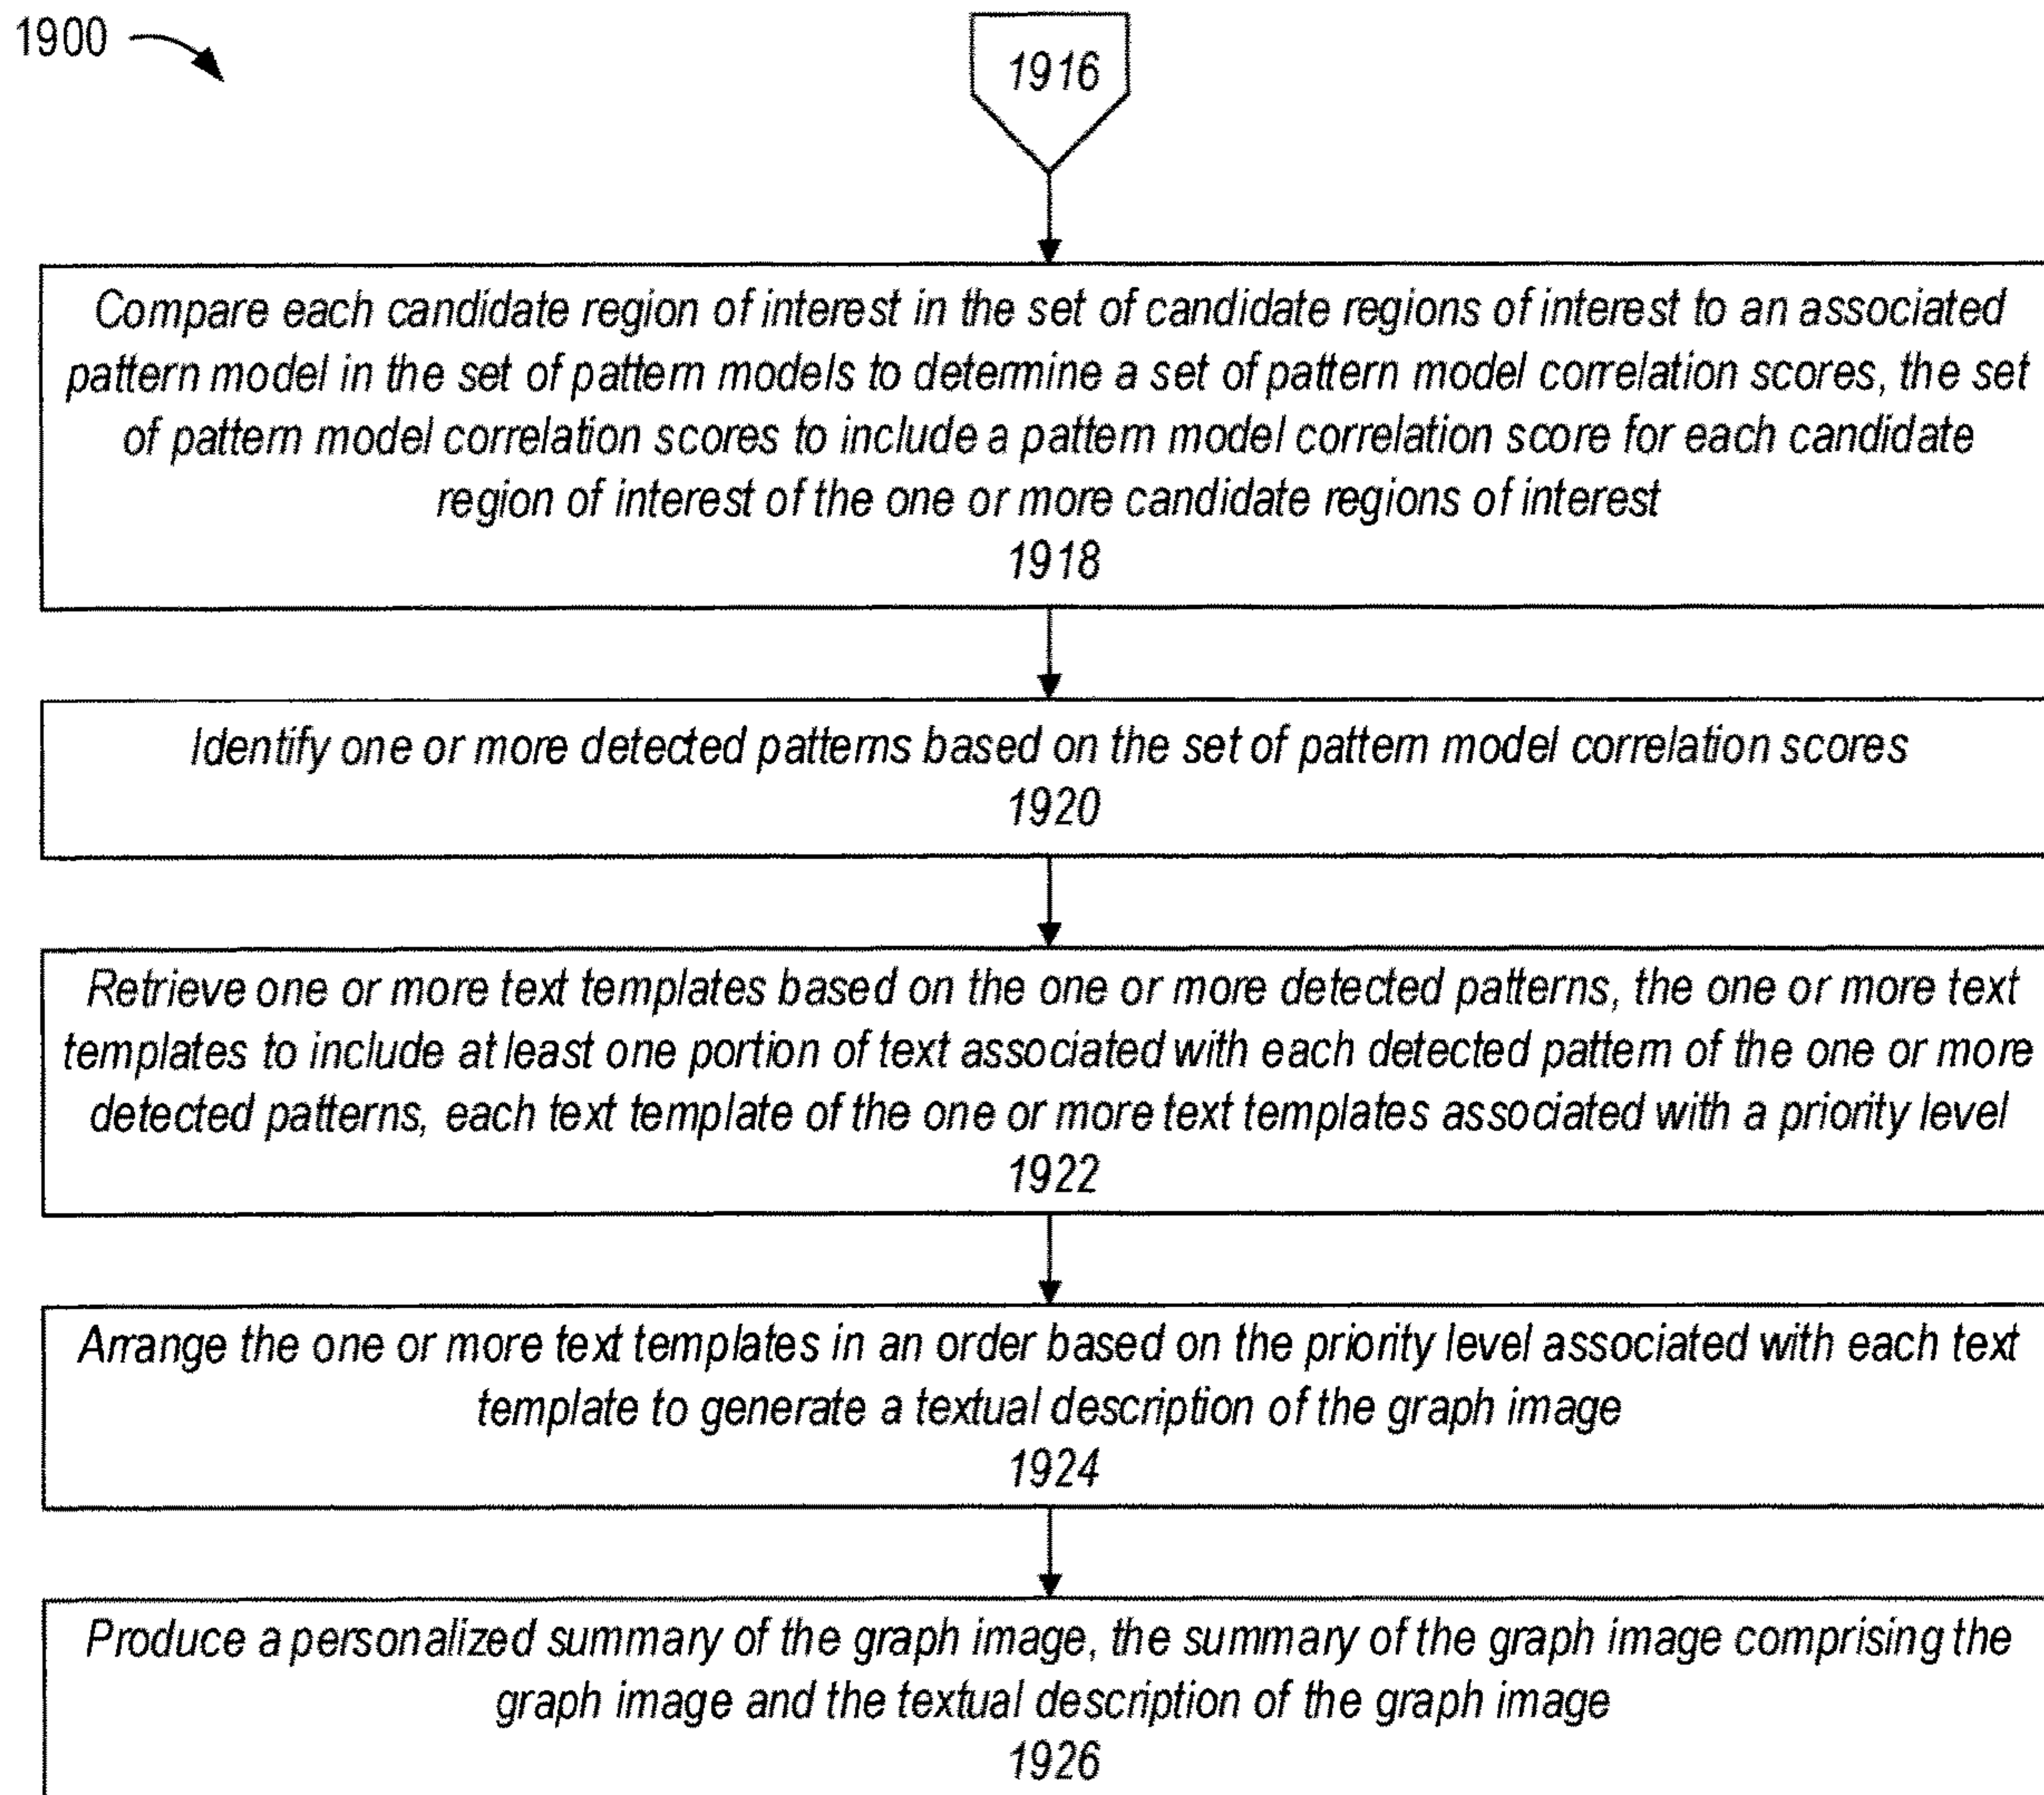 1900
1916
Compare each candidate region of interest in the set of candidate regions of interest to an associated
pattern model in the set of pattern models to determine a set of pattern model correlation scores, the set
of pattern model correlation scores to include a pattern model correlation score for each candidate
region of interest of the one or more candidate regions of interest
1918
Identify one or more detected patterns based on the set of pattern model correlation scores
1920
Retrieve one or more text templates based on the one or more detected patterns, the one or more text
templates to include at least one portion of text associated with each detected pattern of the one or more
detected patterns, each text template of the one or more text templates associated with a priority level
1922
Arrange the one or more text templates in an order based on the priority level associated with each text
template to generate a textual description of the graph image
1924
Produce a personalized summary of the graph image, the summary of the graph image comprising the
graph image and the textual description of the graph image
1926